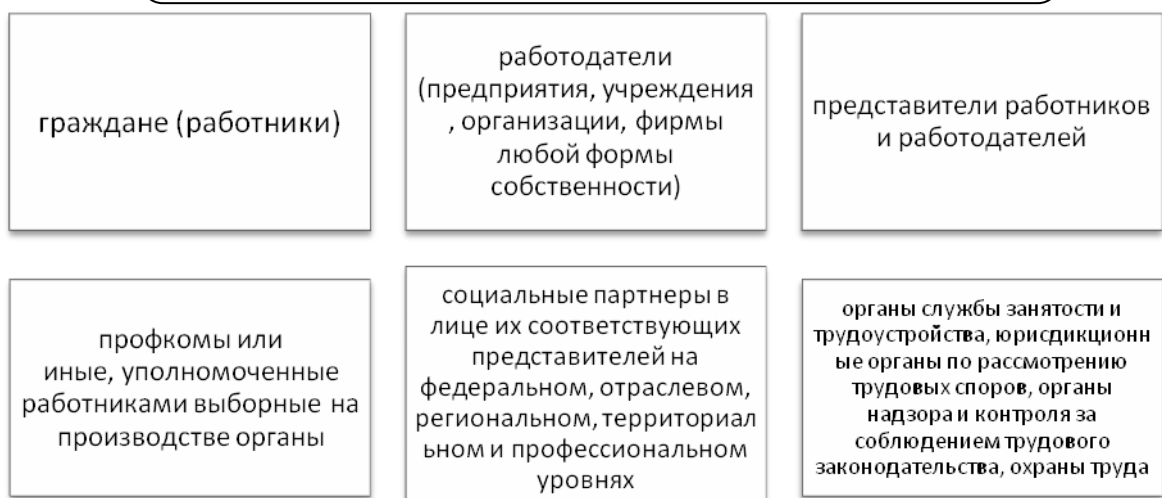 граждане (работники)
работодатели
(предприятия, учреждения
, организации, фирмы
любой формы
собственности)
представители работников
и работодателей
профкомы или
иные, уполномоченные
работниками выборные на
производстве органы
социальные партнеры в
лице их соответствующих
представителей на
федеральном, отраслевом,
региональном, территориал
ьном и профессиональном
уровнях
органы службы занятости и
трудоустройства, юрисдикционн
ые органы по рассмотрению
трудовых споров, органы
надзора и контроля за
соблюдением трудового
законодательства, охраны труда